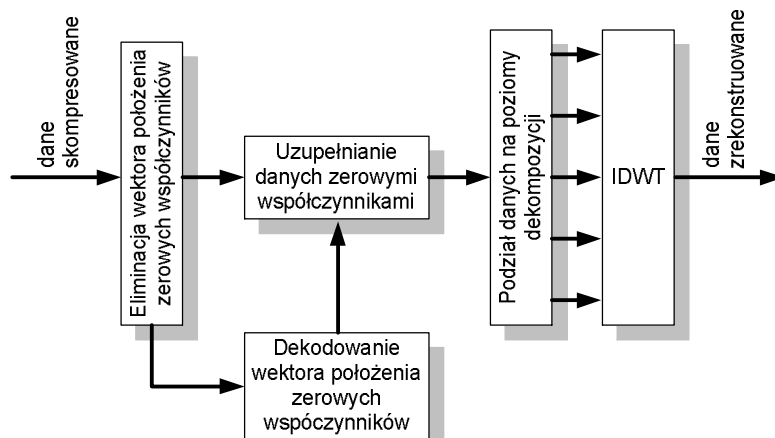 dane
skompresowane
Eliminacja wektora położenia
zerowych współczynników
Uzupełnianie
danych zerowymi
współczynnikami
Dekodowanie
wektora położenia
zerowych
wspóczynników
Podział danych na poziomy
dekompozycji
IDWT
dane
zrekonstruowane